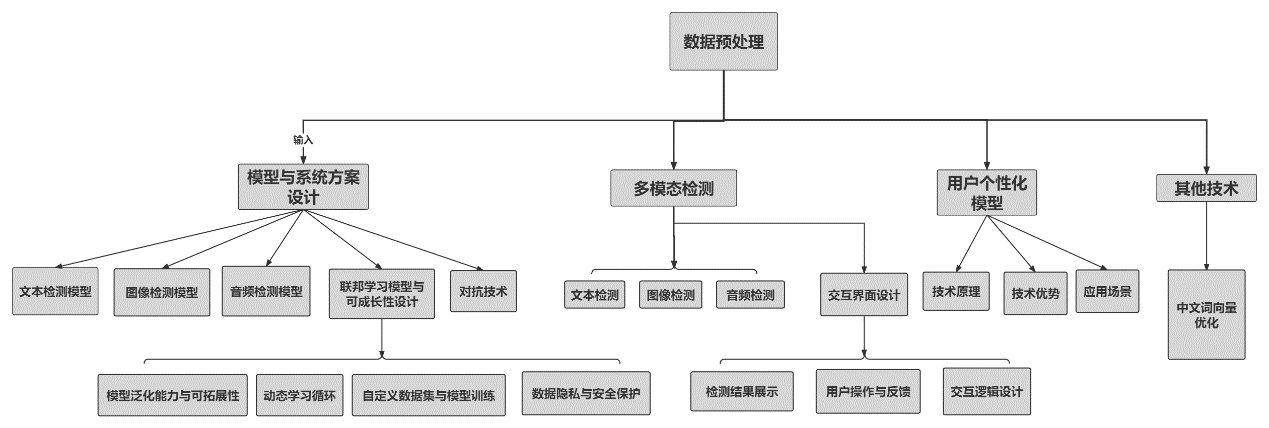 数据预处理
输入
模型与系统方案
设计
多模态检测
用户个性化
模型
其他技术
文本检测模型
图像检测模型
音频检测模型
联邦学习模型与
可成长性设计
对抗技术
文本检测
图像检测
音频检测
交互界面设计
技术原理
技术优势
应用场景
中文词向量
优化
模型泛化能力与可拓展性
动态学习循环
自定义数据集与模型训练
数据隐私与安全保护
检测结果展示
用户操作与反馈
交互逻辑设计